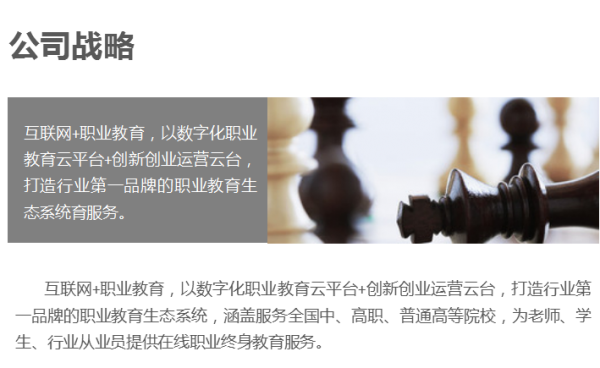 公司战略
互联网+职业教育，以数字化职业
教育云平台+创新创业运营云台，
打造行业第一品牌的职业教育生
态系统育服务。
互联网+职业教育，以数字化职业教育云平台+创新创业运营云台，打造行业第
一品牌的职业教育生态系统，涵盖服务全国中、高职、普通高等院校，为老师、学
生、行业从业员提供在线职业终身教育服务。